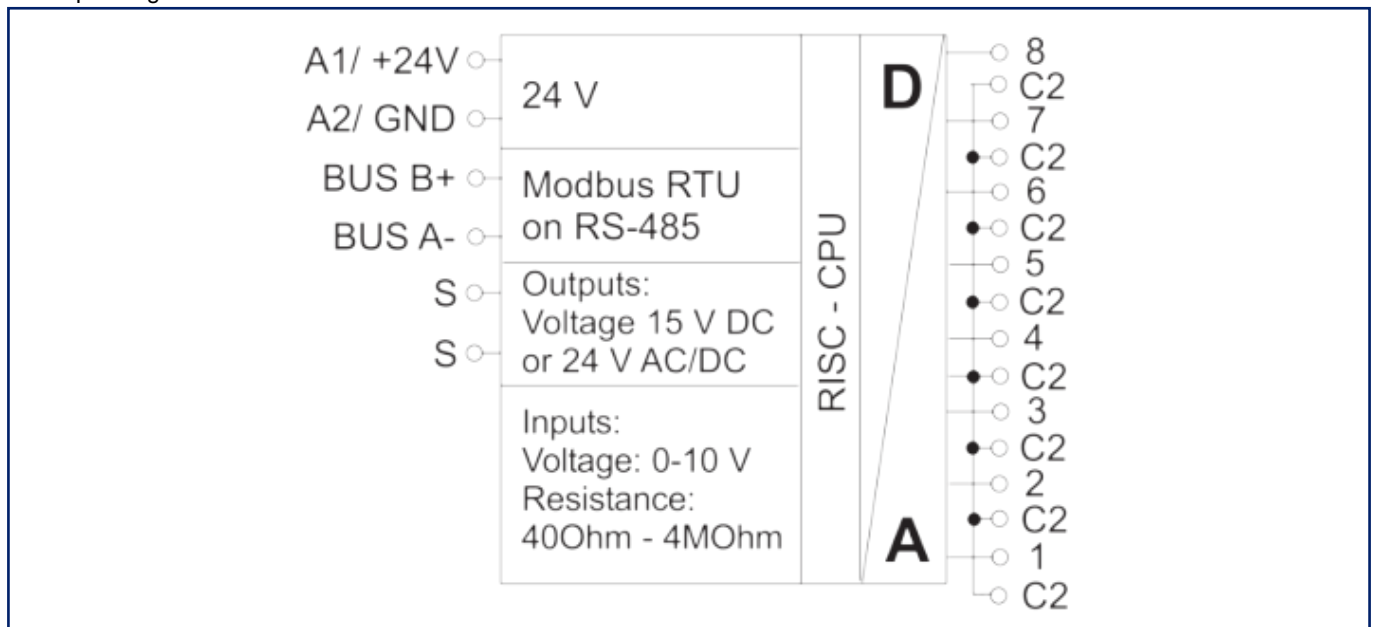 A1/ +24V
A2/ GND
BUS B+
BUS A-
S
S
24 V
Modbus RTU
on RS-485
Outputs:
Voltage 15 V DC
or 24 V AC/DC
Inputs:
Voltage: 0-10 V
Resistance:
40Ohm - 4MOhm
RISC - CPU
D
A
8
C2
7
C2
6
C2
5
C2
4
C2
3
C2
2
C2
1
C2